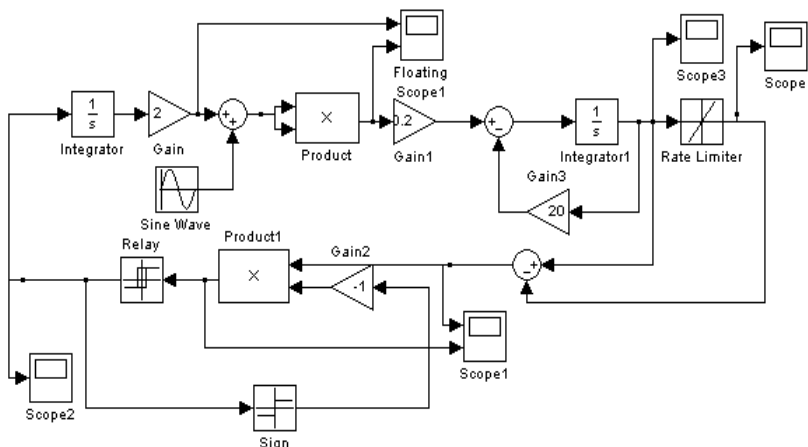 Floating
Scope1
Scope3
Scope
1
s
Integrator
2
Gain
+
+
×
Product
0.2
Gain1
+
−
1
s
Integrator1
Rate Limiter
Gain3
20
Sine Wave
Relay
Product1
×
Gain2
-1
−
+
Scope1
Scope2
Sign